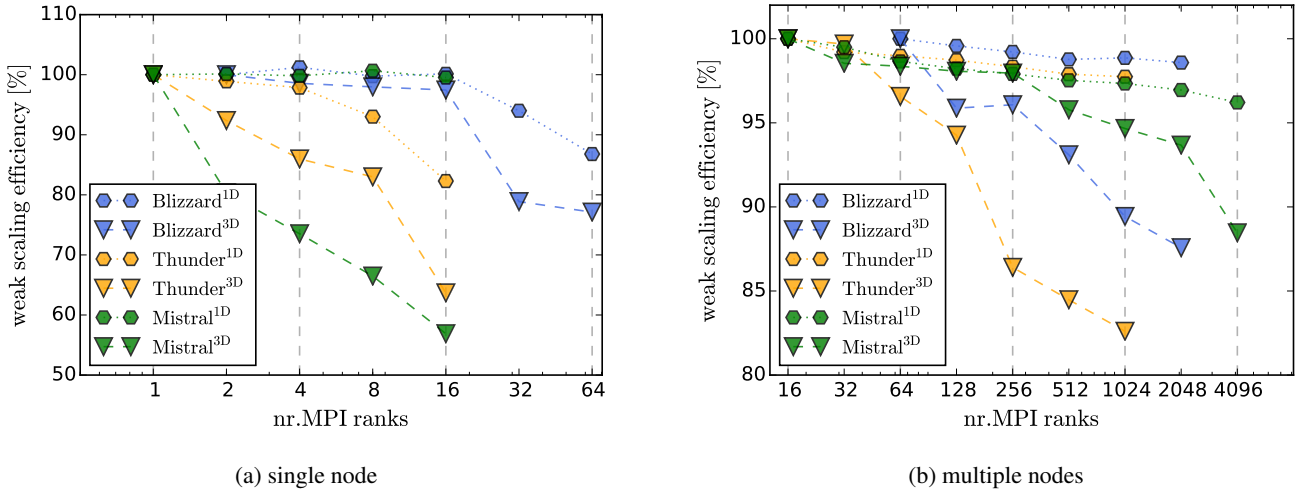 110
100
90
80
70
60
50
weak scaling efficiency [%]
Blizzard1D
Blizzard3D
Thunder1D
Thunder3D
Mistral1D
Mistral3D
1 2 4 8 16 32 64
nr.MPI ranks
(a) single node
100
95
90
85
80
weak scaling efficiency [%]
Blizzard1D
Blizzard3D
Thunder1D
Thunder3D
Mistral1D
Mistral3D
16 32 64 128 256 512 1024 2048 4096
nr.MPI ranks
(b) multiple nodes